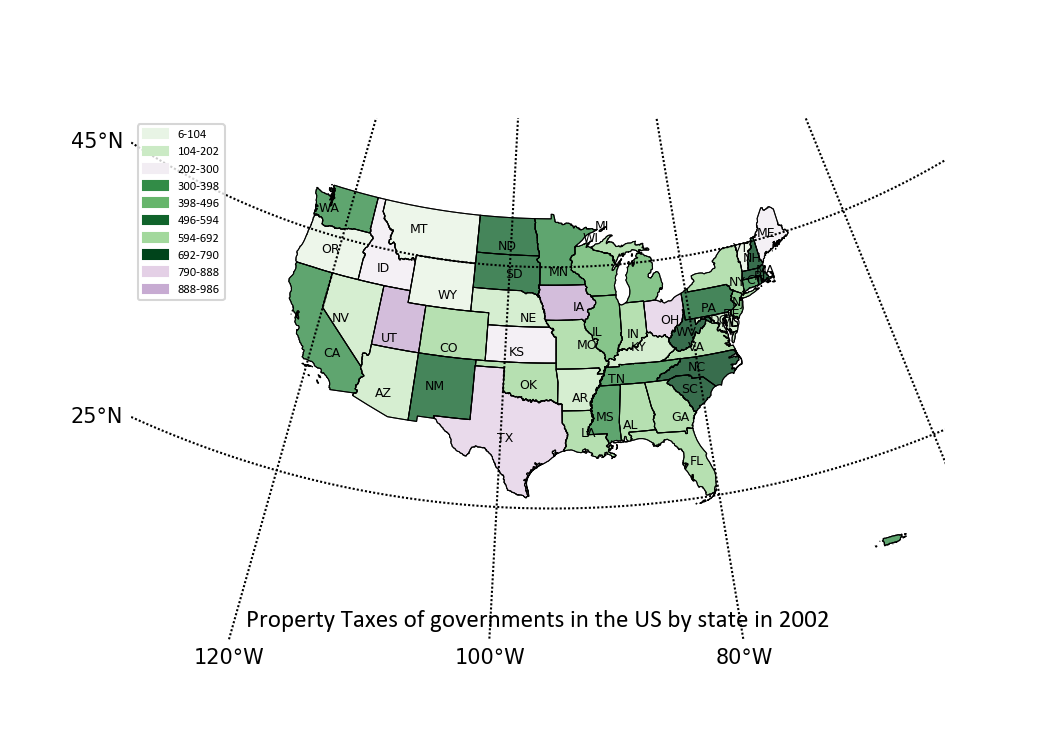 45°N
6-104
104-202
202-300
300-398
398-496
496-594
594-692
692-790
790-888
888-986
WA
MT
ND
MI
WI
ME
OR
ID
SD
MN
NH
MA
WY
NE
IA
NY
CT
NV
UT
CO
KS
MO
IL
IN
OH
PA
NJ
DE
CA
KY
WV
VA
AZ
NM
OK
AR
TN
NC
SC
TX
LA
MS
AL
GA
FL
25°N
Property Taxes of governments in the US by state in 2002
120°W
100°W
80°W